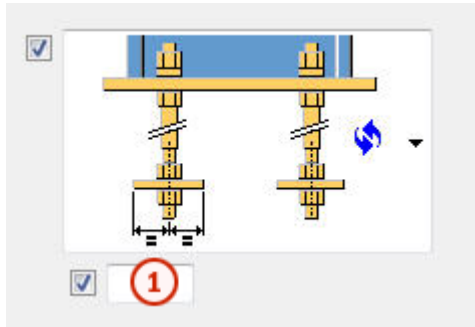 = =
1